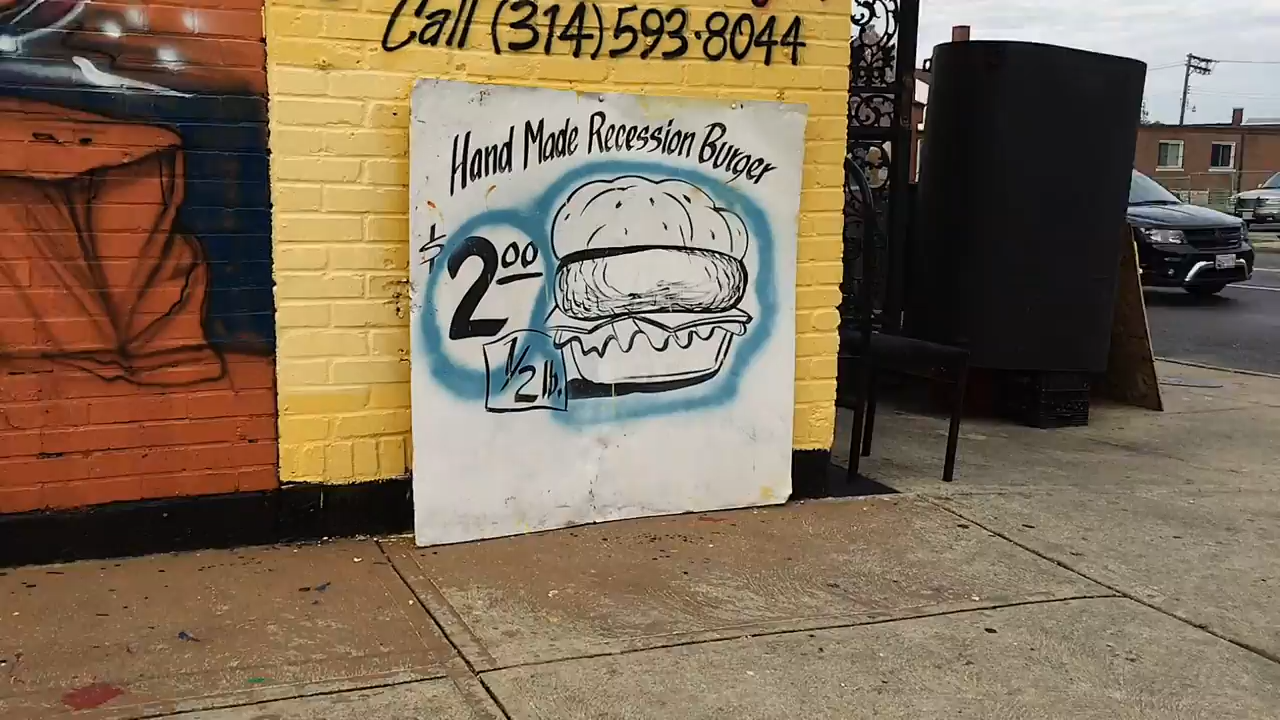 Call (314) 593-8044
Hand Made Recession Burger
$2.00
1/2 lb.